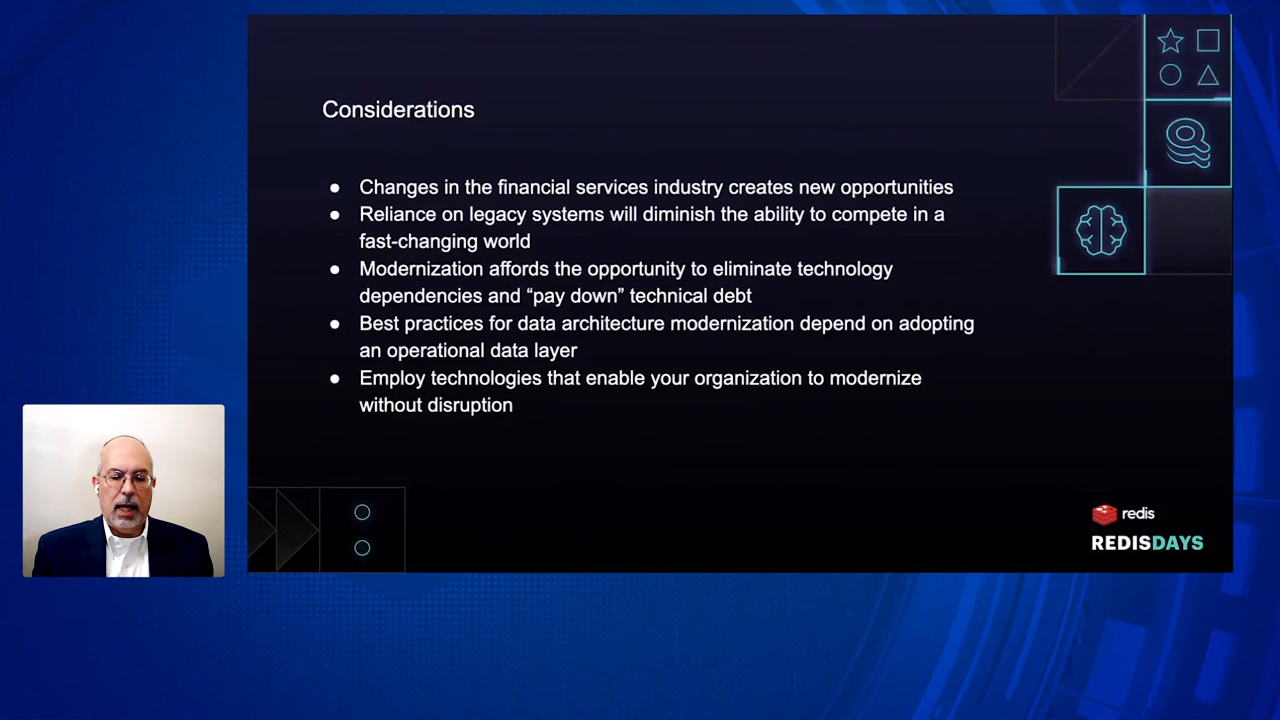 Considerations
● Changes in the financial services industry creates new opportunities
● Reliance on legacy systems will diminish the ability to compete in a
fast-changing world
● Modernization affords the opportunity to eliminate technology
dependencies and “pay down” technical debt
● Best practices for data architecture modernization depend on adopting
an operational data layer
● Employ technologies that enable your organization to modernize
without disruption
redis
REDISDAYS